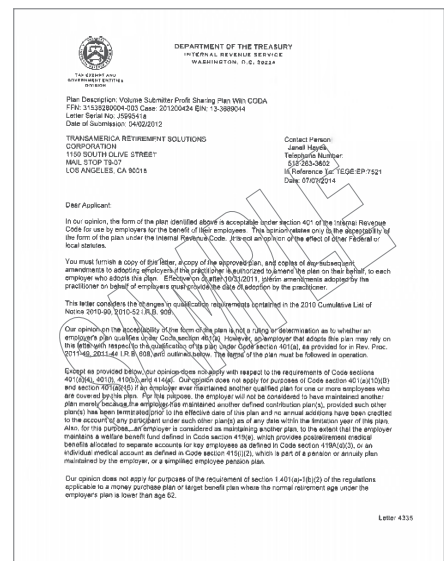 DEPARTMENT OF THE TREASURY
INTERNAL REVENUE SERVICE
WASHINGTON, D.C. 20224
TAX EXEMPT AND
GOVERNMENT ENTITIES
DIVISION
Plan Description: Volume Submitter Profit Sharing Plan With CODA
FFN: 31536280004-003 Case: 201200424 EIN: 13-3689044
Letter Serial No: J599541a
Date of Submission: 04/02/2012
TRANSAMERICA RETIREMENT SOLUTIONS
CORPORATION
1150 SOUTH OLIVE STREET
MAIL STOP T9-07
LOS ANGELES, CA 90015
Contact Person:
Janell Hayes
Telephone Number:
513-263-3602
In Reference To: TEGE:EP:7521
Date: 07/07/2014
Dear Applicant:
In our opinion, the form of the plan identified above is acceptable under section 401 of the Internal Revenue
Code for use by employers for the benefit of their employees. This opinion relates only to the acceptability of
the form of the plan under the Internal Revenue Code. It is not an opinion of the effect of other Federal or
local statutes.
You must furnish a copy of this letter, a copy of the approved plan, and copies of any subsequent
amendments to adopting employers if the practitioner is authorized to amend the plan on their behalf, to each
employer who adopts this plan. Effective on or after 10/31/2011, interim amendments adopted by the
practitioner on behalf of employers must provide the date of adoption by the practitioner.
This letter considers the changes in qualification requirements contained in the 2010 Cumulative List of
Notice 2010-90, 2010-52 I.R.B. 909.
Our opinion on the acceptability of the form of the plan is not a ruling or determination as to whether an
employer's plan qualifies under Code section 401(a). However, an employer that adopts this plan may rely on
this letter with respect to the qualification of its plan under Code section 401(a), as provided for in Rev. Proc.
2011-49, 2011-44 I.R.B. 608, and outlined below. The terms of the plan must be followed in operation.
Except as provided below, our opinion does not apply with respect to the requirements of Code sections
401(a)(4), 401(l), 410(b), and 414(s). Our opinion does not apply for purposes of Code section 401(a)(10)(B)
and section 401(a)(16) if an employer ever maintained another qualified plan for one or more employees who
are covered by this plan. For this purpose, the employer will not be considered to have maintained another
plan merely because the employer has maintained another defined contribution plan(s), provided such other
plan(s) has been terminated prior to the effective date of this plan and no annual additions have been credited
to the account of any participant under such other plan(s) as of any date within the limitation year of this plan.
Also, for this purpose, an employer is considered as maintaining another plan, to the extent that the employer
maintains a welfare benefit fund defined in Code section 419(e), which provides postretirement medical
benefits allocated to separate accounts for key employees as defined in Code section 419A(d)(3), or an
individual medical account as defined in Code section 415(l)(2), which is part of a pension or annuity plan
maintained by the employer, or a simplified employee pension plan.
Our opinion does not apply for purposes of the requirement of section 1.401(a)-1(b)(2) of the regulations
applicable to a money purchase plan or target benefit plan where the normal retirement age under the
employer's plan is lower than age 62.
Letter 4335